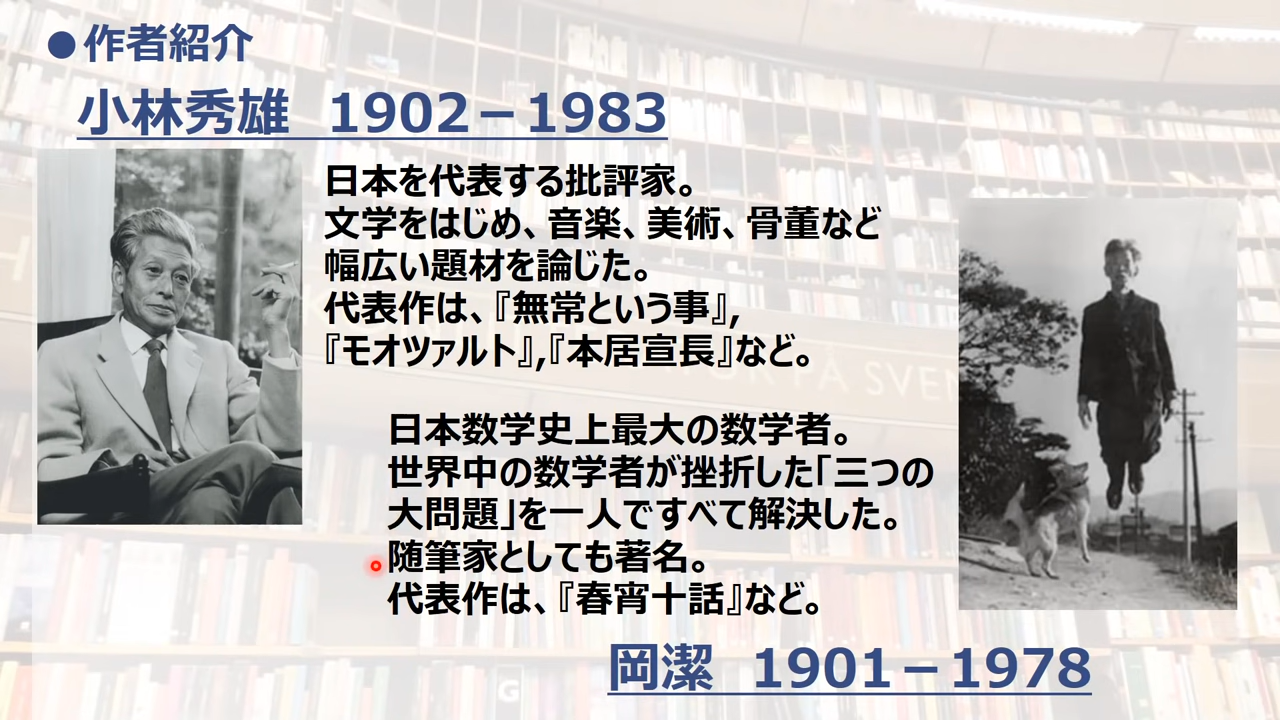 ●作者紹介
小林秀雄 1902－1983
日本を代表する批評家。
文学をはじめ、音楽、美術、骨董など
幅広い題材を論じた。
代表作は、『無常という事』,
『モオツァルト』,『本居宣長』など。
日本数学史上最大の数学者。
世界中の数学者が挫折した「三つの
大問題」を一人ですべて解決した。
随筆家としても著名。
代表作は、『春宵十話』など。
岡潔 1901－1978